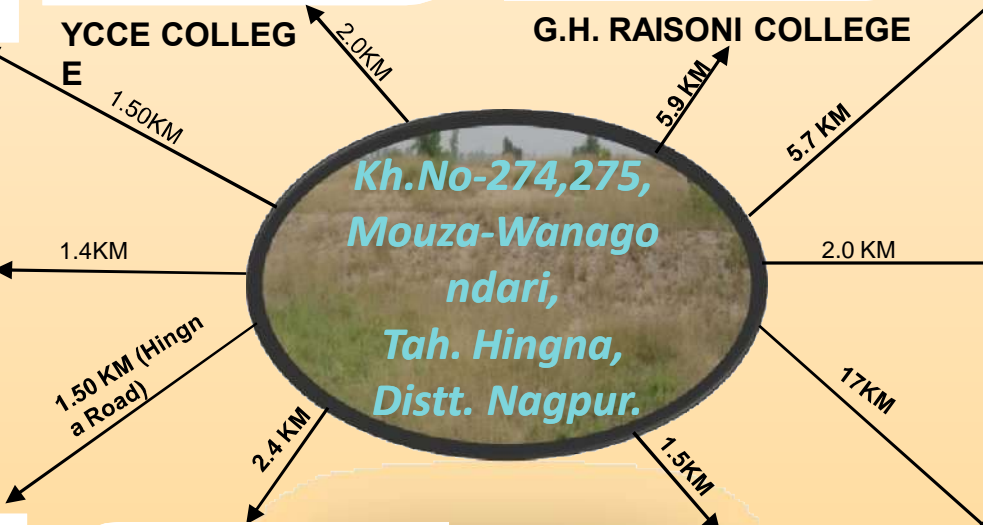 YCCE COLLEG
E
G.H. RAISONI COLLEGE
2.0KM
5.9 KM
1.50KM
5.7 KM
Kh.No-274,275,
Mouza-Wanago
ndari,
Tah. Hingna,
Distt. Nagpur.
1.4KM
2.0 KM
1.50 KM (Hingn
a Road)
17KM
2.4 KM
1.5KM